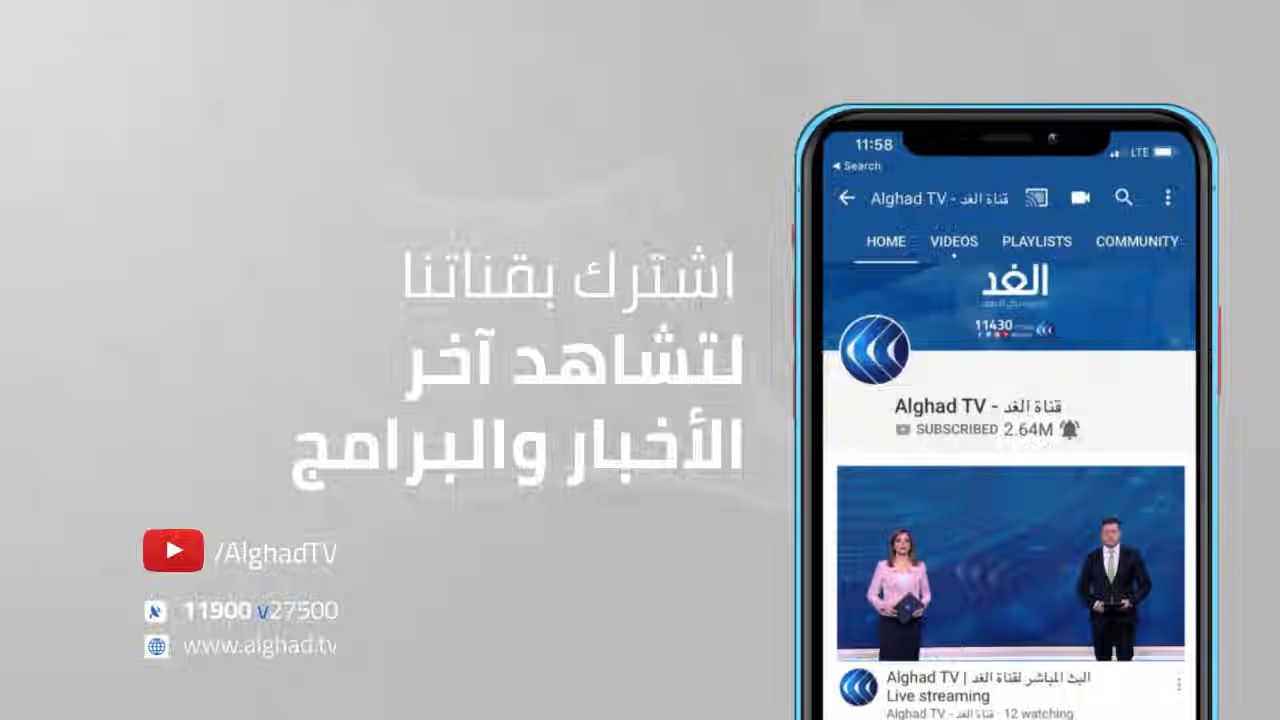 اشترك بقناتنا
لتشاهد آخر
الأخبار والبرامج
/AlghadTV
11900 v 27500
www.alghad.tv
11:58
LTE
Search
Alghad TV - قناة الغد
HOME VIDEOS PLAYLISTS COMMUNITY
الغد
11430
Alghad TV - قناة الغد
SUBSCRIBED 2.64M
Alghad TV | البث المباشر لقناة الغد
Live streaming
Alghad TV - قناة الغد · 12 watching